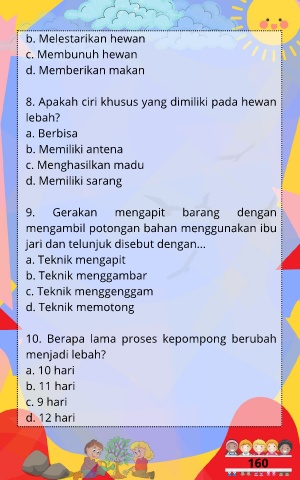 b. Melestarikan hewan
c. Membunuh hewan
d. Memberikan makan
8. Apakah ciri khusus yang dimiliki pada hewan
lebah?
a. Berbisa
b. Memiliki antena
c. Menghasilkan madu
d. Memiliki sarang
9. Gerakan mengapit barang dengan
mengambil potongan bahan menggunakan ibu
jari dan telunjuk disebut dengan...
a. Teknik mengapit
b. Teknik menggambar
c. Teknik menggenggam
d. Teknik memotong
10. Berapa lama proses kepompong berubah
menjadi lebah?
a. 10 hari
b. 11 hari
c. 9 hari
d. 12 hari
160